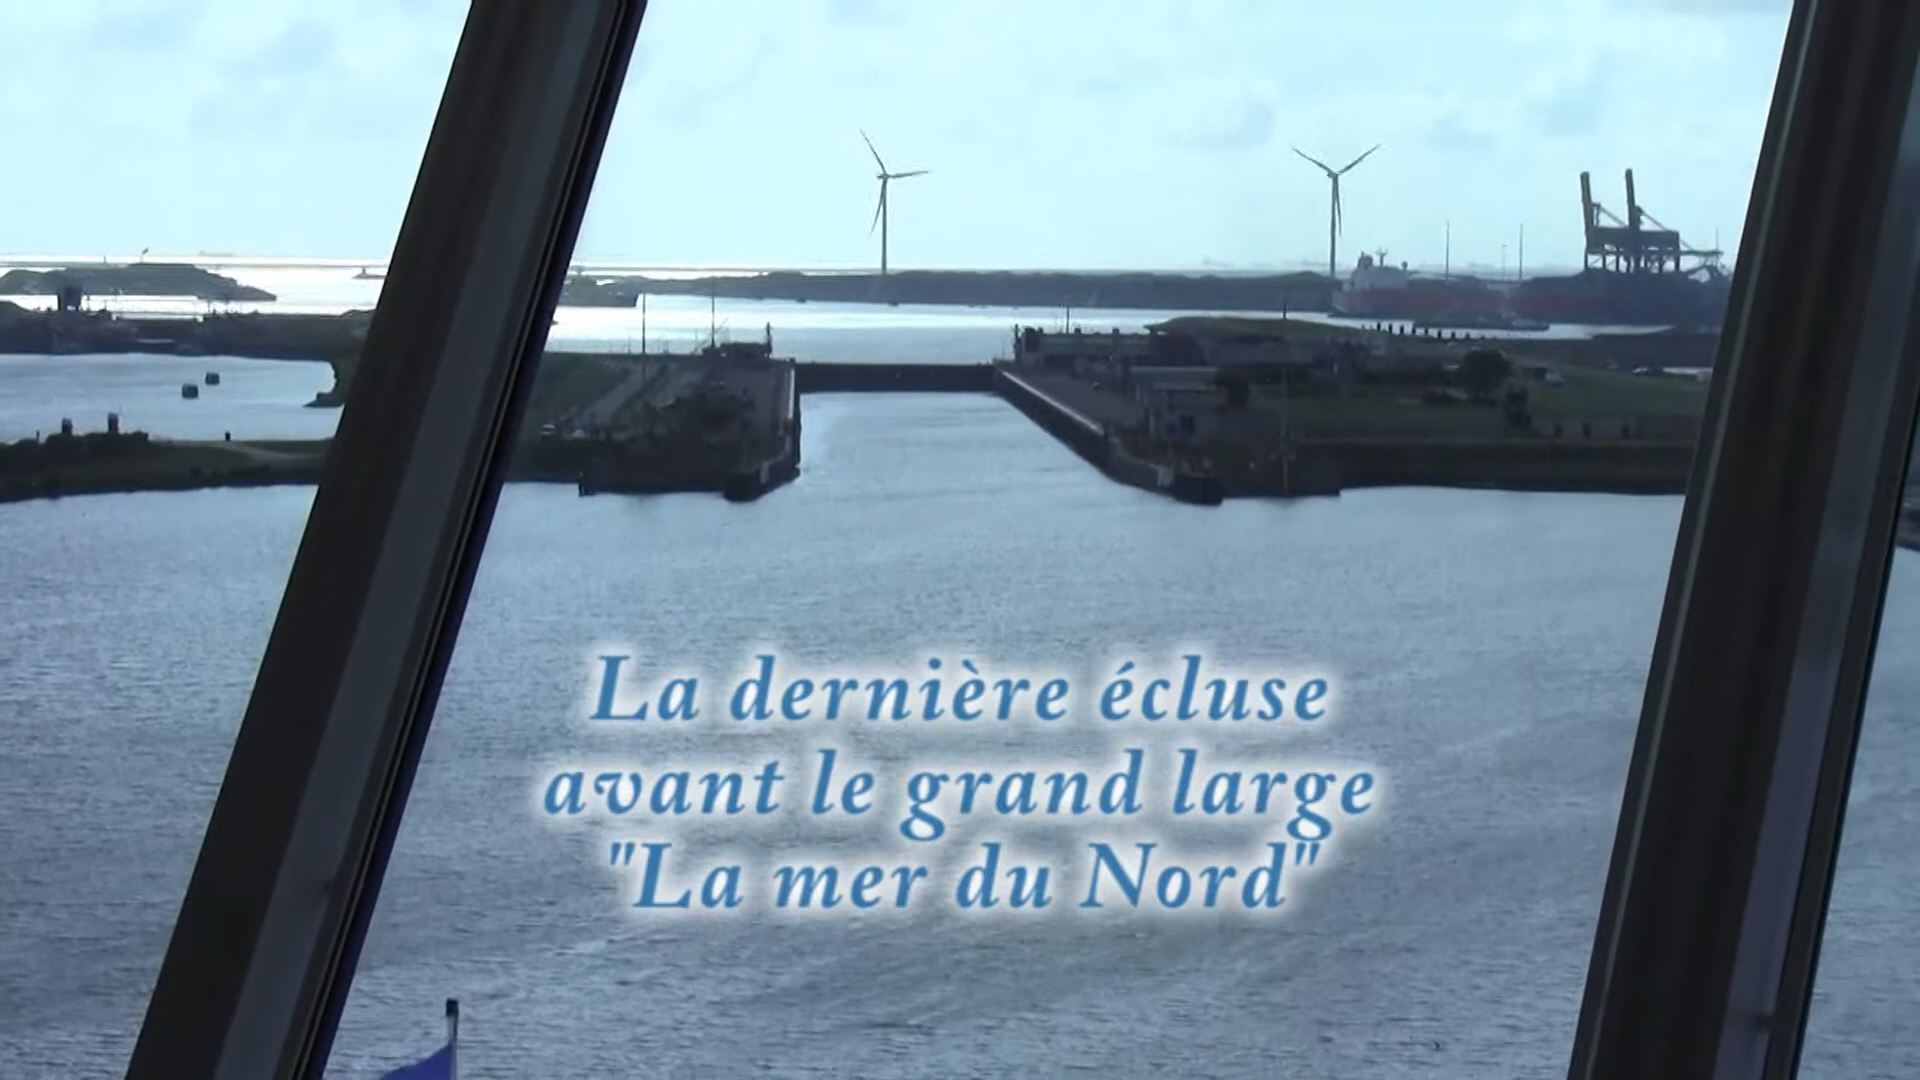 La dernière écluse
avant le grand large
"La mer du Nord"